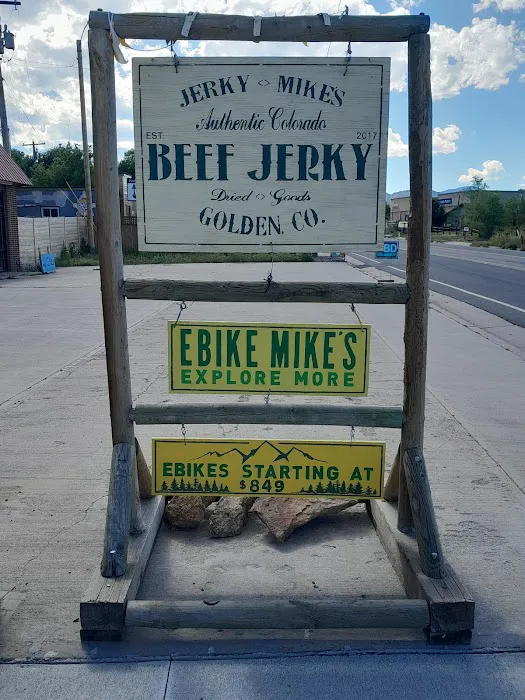 JERKY <> MIKE'S
Authentic Colorado
EST. 2017
BEEF JERKY
Dried <> Goods
GOLDEN, CO.
EBIKE MIKE'S
EXPLORE MORE
EBIKES STARTING AT
$849